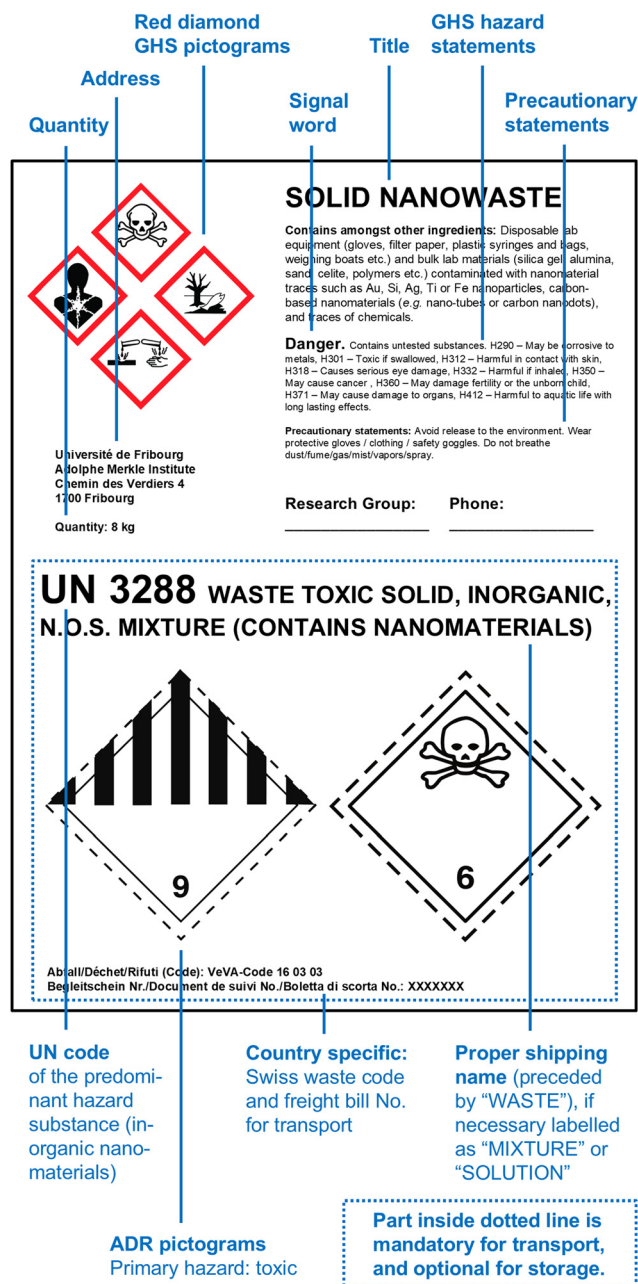 Red diamond
GHS pictograms
Title
GHS hazard
statements
Address
Quantity
Signal
word
Precautionary
statements
SOLID NANOWASTE
Contains amongst other ingredients: Disposable lab
equipment (gloves, filter paper, plastic syringes and bags,
weighing boats etc.) and bulk lab materials (silica gel, alumina,
sand, celite, polymers etc.) contaminated with nanomaterial
traces such as Au, Si, Ag, Ti or Fe nanoparticles, carbon-
based nanomaterials (e.g. nano-tubes or carbon nanodots),
and traces of chemicals.
Danger. Contains untested substances. H290 – May be corrosive to
metals, H301 – Toxic if swallowed, H312 – Harmful in contact with skin,
H318 – Causes serious eye damage, H332 – Harmful if inhaled, H350 –
May cause cancer , H360 – May damage fertility or the unborn child,
H371 – May cause damage to organs, H412 – Harmful to aquatic life with
long lasting effects.
Precautionary statements: Avoid release to the environment. Wear
protective gloves / clothing / safety goggles. Do not breathe
dust/fume/gas/mist/vapors/spray.
Université de Fribourg
Adolphe Merkle Institute
Chemin des Verdiers 4
1700 Fribourg
Quantity: 8 kg
Research Group: Phone:
UN 3288 WASTE TOXIC SOLID, INORGANIC,
N.O.S. MIXTURE (CONTAINS NANOMATERIALS)
9
6
Abfall/Déchet/Rifuti (Code): VeVA-Code 16 03 03
Begleitschein Nr./Document de suivi No./Boletta di scorta No.: XXXXXXX
UN code
of the predomi-
nant hazard
substance (in-
organic nano-
materials)
Country specific:
Swiss waste code
and freight bill No.
for transport
Proper shipping
name (preceded
by “WASTE”), if
necessary labelled
as “MIXTURE” or
“SOLUTION”
ADR pictograms
Primary hazard: toxic
Part inside dotted line is
mandatory for transport,
and optional for storage.